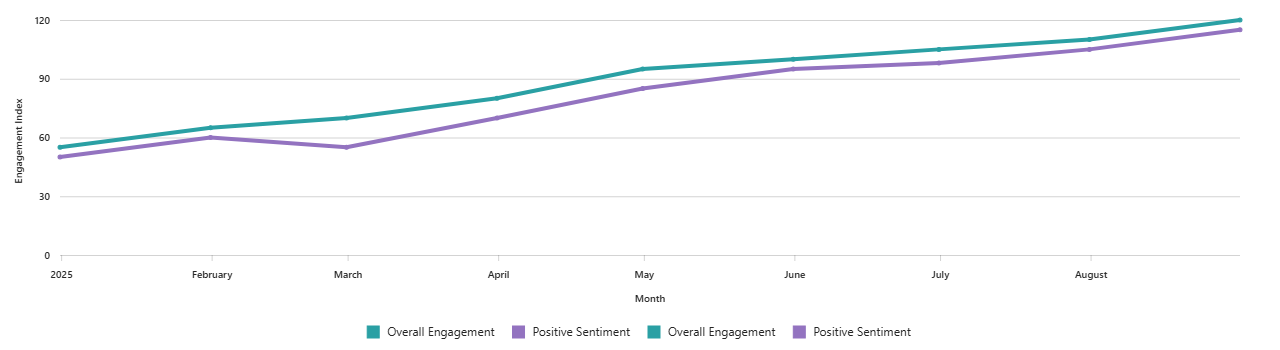 120
90
60
30
0
Engagement Index
2025 February March April May June July August
Month
Overall Engagement Positive Sentiment Overall Engagement Positive Sentiment